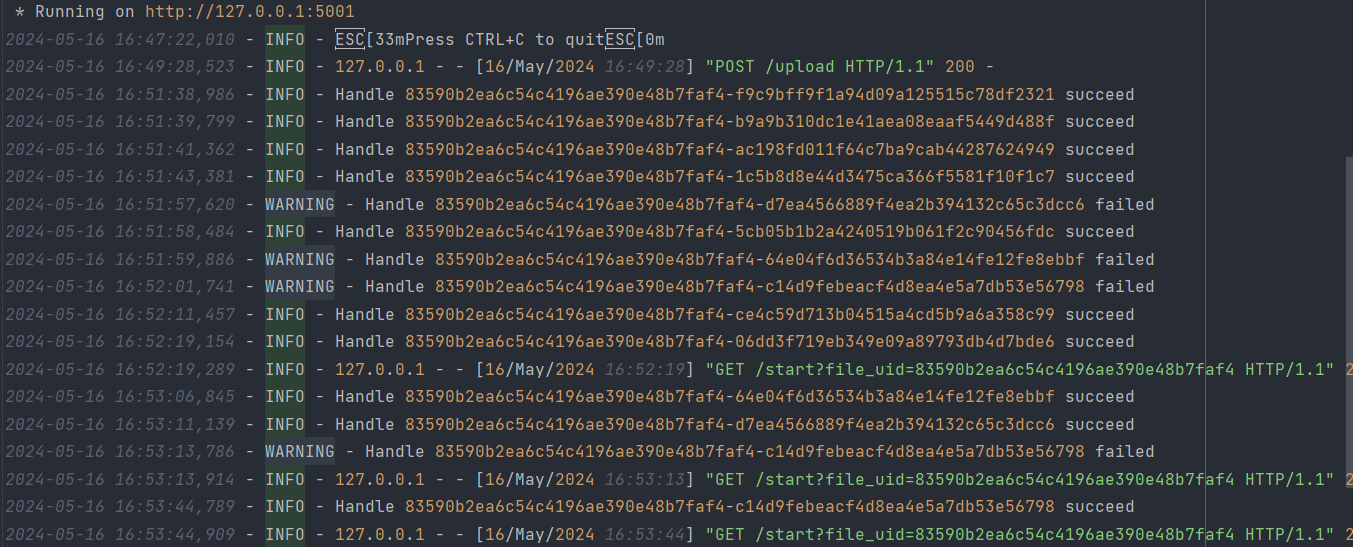 * Running on http://127.0.0.1:5001
2024-05-16 16:47:22,010 - INFO - ESC[33mPress CTRL+C to quitESC[0m
2024-05-16 16:49:28,523 - INFO - 127.0.0.1 - - [16/May/2024 16:49:28] "POST /upload HTTP/1.1" 200 -
2024-05-16 16:51:38,986 - INFO - Handle 83590b2ea6c54c4196ae390e48b7faf4-f9c9bff9f1a94d09a125515c78df2321 succeed
2024-05-16 16:51:39,799 - INFO - Handle 83590b2ea6c54c4196ae390e48b7faf4-b9a9b310dc1e41aea08eaaf5449d488f succeed
2024-05-16 16:51:41,362 - INFO - Handle 83590b2ea6c54c4196ae390e48b7faf4-ac198fd011f64c7ba9cab44287624949 succeed
2024-05-16 16:51:43,381 - INFO - Handle 83590b2ea6c54c4196ae390e48b7faf4-1c5b8d8e44d3475ca366f5581f10f1c7 succeed
2024-05-16 16:51:57,620 - WARNING - Handle 83590b2ea6c54c4196ae390e48b7faf4-d7ea4566889f4ea2b394132c65c3dcc6 failed
2024-05-16 16:51:58,484 - INFO - Handle 83590b2ea6c54c4196ae390e48b7faf4-5cb05b1b2a4240519b061f2c90456fdc succeed
2024-05-16 16:51:59,886 - WARNING - Handle 83590b2ea6c54c4196ae390e48b7faf4-64e04f6d36534b3a84e14fe12fe8ebbf failed
2024-05-16 16:52:01,741 - WARNING - Handle 83590b2ea6c54c4196ae390e48b7faf4-c14d9febeacf4d8ea4e5a7db53e56798 failed
2024-05-16 16:52:11,457 - INFO - Handle 83590b2ea6c54c4196ae390e48b7faf4-ce4c59d713b04515a4cd5b9a6a358c99 succeed
2024-05-16 16:52:19,154 - INFO - Handle 83590b2ea6c54c4196ae390e48b7faf4-06dd3f719eb349e09a89793db4d7bde6 succeed
2024-05-16 16:52:19,289 - INFO - 127.0.0.1 - - [16/May/2024 16:52:19] "GET /start?file_uid=83590b2ea6c54c4196ae390e48b7faf4 HTTP/1.1" 2
2024-05-16 16:53:06,845 - INFO - Handle 83590b2ea6c54c4196ae390e48b7faf4-64e04f6d36534b3a84e14fe12fe8ebbf succeed
2024-05-16 16:53:11,139 - INFO - Handle 83590b2ea6c54c4196ae390e48b7faf4-d7ea4566889f4ea2b394132c65c3dcc6 succeed
2024-05-16 16:53:13,786 - WARNING - Handle 83590b2ea6c54c4196ae390e48b7faf4-c14d9febeacf4d8ea4e5a7db53e56798 failed
2024-05-16 16:53:13,914 - INFO - 127.0.0.1 - - [16/May/2024 16:53:13] "GET /start?file_uid=83590b2ea6c54c4196ae390e48b7faf4 HTTP/1.1" 2
2024-05-16 16:53:44,789 - INFO - Handle 83590b2ea6c54c4196ae390e48b7faf4-c14d9febeacf4d8ea4e5a7db53e56798 succeed
2024-05-16 16:53:44,909 - INFO - 127.0.0.1 - - [16/May/2024 16:53:44] "GET /start?file_uid=83590b2ea6c54c4196ae390e48b7faf4 HTTP/1.1" 2